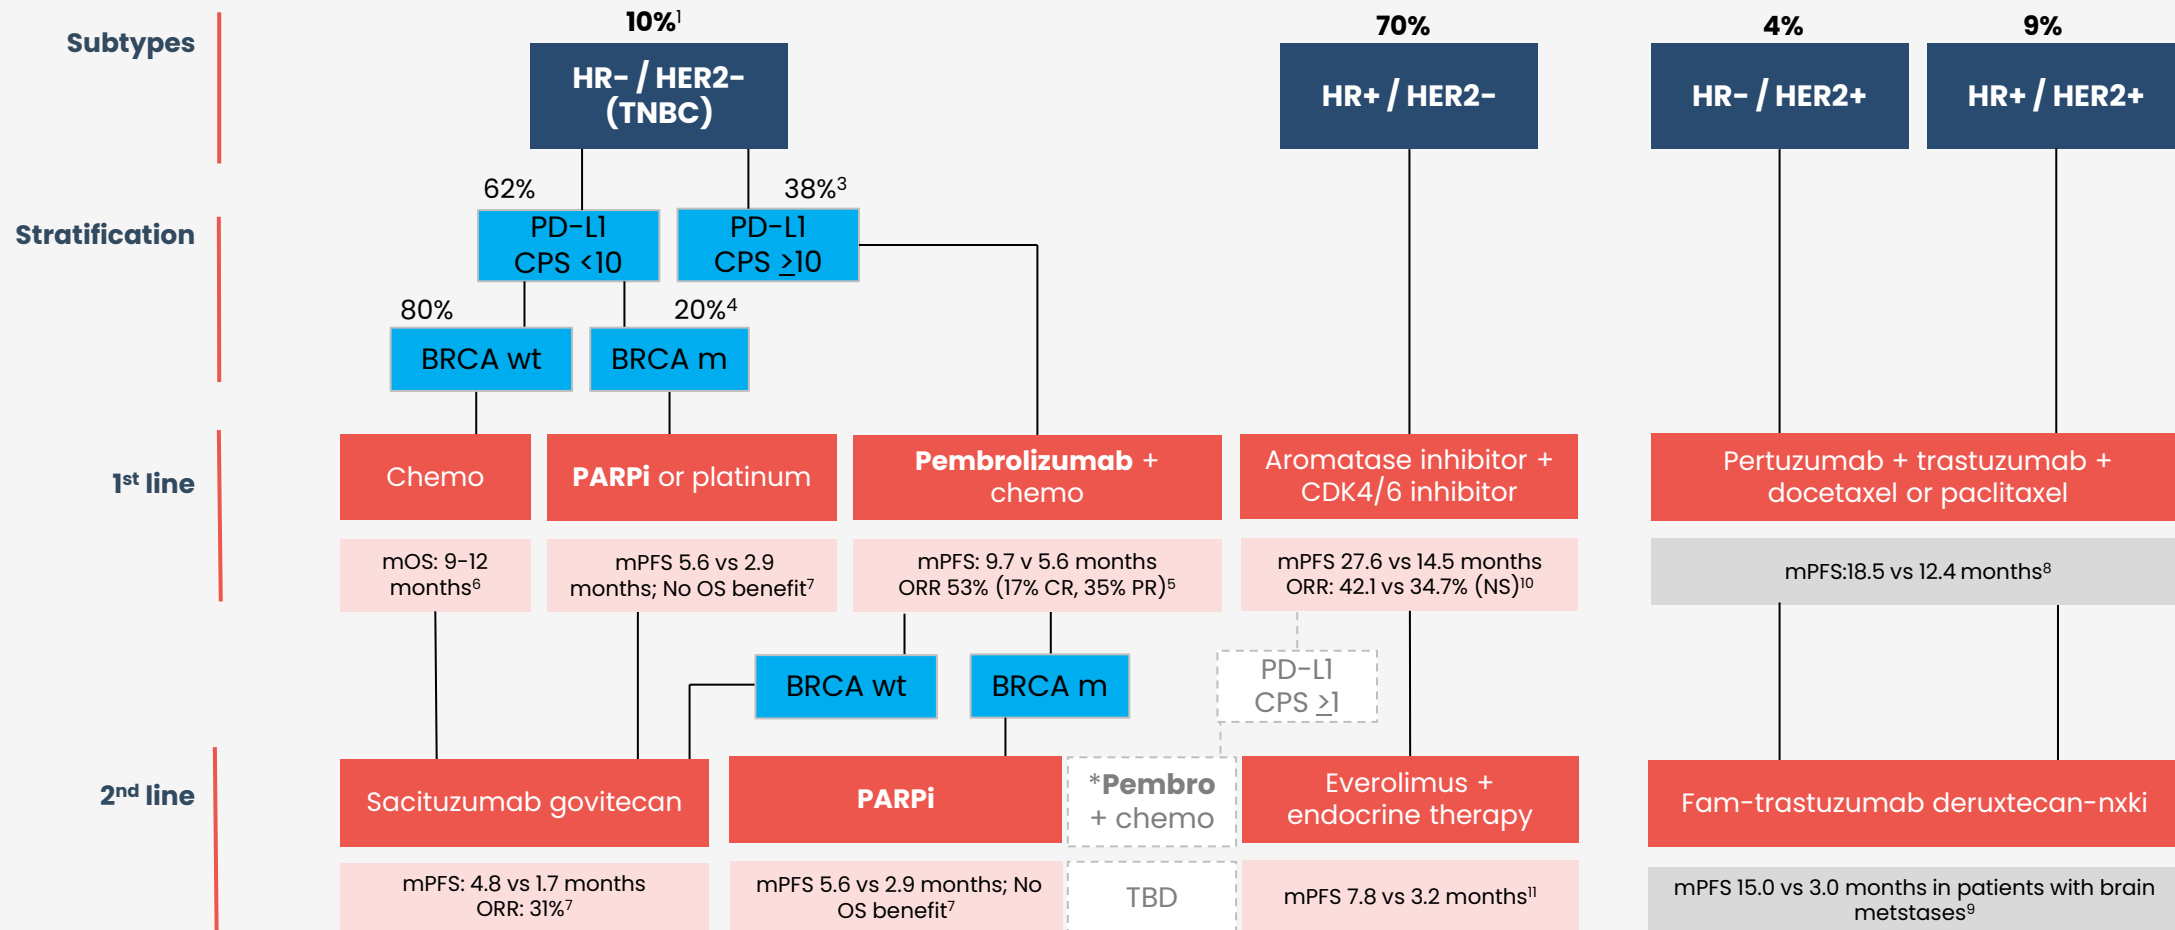 Subtypes
10%¹
70%
4%
9%
HR- / HER2-
(TNBC)
HR+ / HER2-
HR- / HER2+
HR+ / HER2+
Stratification
62%
38%³
PD-L1
CPS <10
PD-L1
CPS ≥10
80%
20%⁴
BRCA wt
BRCA m
1st line
Chemo
PARPi or platinum
Pembrolizumab +
chemo
Aromatase inhibitor +
CDK4/6 inhibitor
Pertuzumab + trastuzumab +
docetaxel or paclitaxel
mOS: 9-12
months⁶
mPFS 5.6 vs 2.9
months; No OS benefit⁷
mPFS: 9.7 v 5.6 months
ORR 53% (17% CR, 35% PR)⁵
mPFS 27.6 vs 14.5 months
ORR: 42.1 vs 34.7% (NS)¹⁰
mPFS:18.5 vs 12.4 months⁸
BRCA wt
BRCA m
PD-L1
CPS ≥1
2nd line
Sacituzumab govitecan
PARPi
*Pembro
+ chemo
Everolimus +
endocrine therapy
Fam-trastuzumab deruxtecan-nxki
mPFS: 4.8 vs 1.7 months
ORR: 31%⁷
mPFS 5.6 vs 2.9 months; No
OS benefit⁷
TBD
mPFS 7.8 vs 3.2 months¹¹
mPFS 15.0 vs 3.0 months in patients with brain
metstases⁹